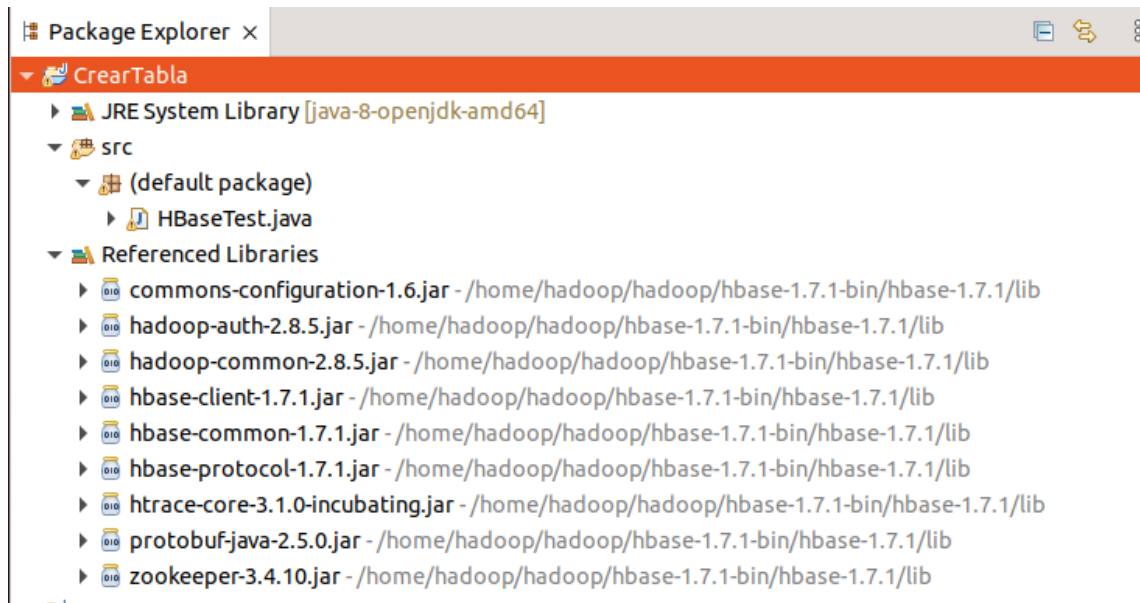 Package Explorer
CrearTabla
JRE System Library [java-8-openjdk-amd64]
src
(default package)
HBaseTest.java
Referenced Libraries
commons-configuration-1.6.jar - /home/hadoop/hadoop/hbase-1.7.1-bin/hbase-1.7.1/lib
hadoop-auth-2.8.5.jar - /home/hadoop/hadoop/hbase-1.7.1-bin/hbase-1.7.1/lib
hadoop-common-2.8.5.jar - /home/hadoop/hadoop/hbase-1.7.1-bin/hbase-1.7.1/lib
hbase-client-1.7.1.jar - /home/hadoop/hadoop/hbase-1.7.1-bin/hbase-1.7.1/lib
hbase-common-1.7.1.jar - /home/hadoop/hadoop/hbase-1.7.1-bin/hbase-1.7.1/lib
hbase-protocol-1.7.1.jar - /home/hadoop/hadoop/hbase-1.7.1-bin/hbase-1.7.1/lib
htrace-core-3.1.0-incubating.jar - /home/hadoop/hadoop/hbase-1.7.1-bin/hbase-1.7.1/lib
protobuf-java-2.5.0.jar - /home/hadoop/hadoop/hbase-1.7.1-bin/hbase-1.7.1/lib
zookeeper-3.4.10.jar - /home/hadoop/hadoop/hbase-1.7.1-bin/hbase-1.7.1/lib